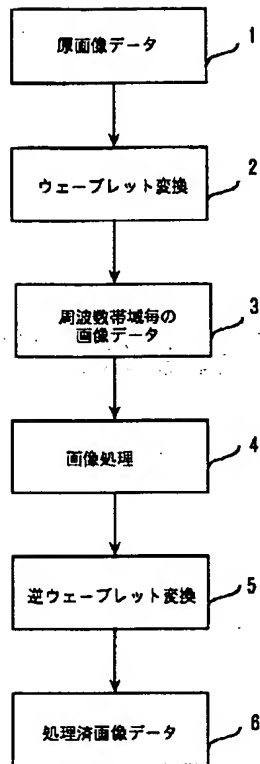 原画像データ
1
ウェーブレット変換
2
周波数帯域毎の
画像データ
3
画像処理
4
逆ウェーブレット変換
5
処理済画像データ
6